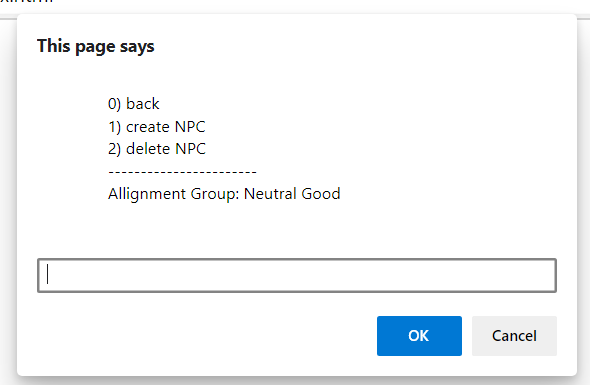 This page says
0) back
1) create NPC
2) delete NPC
-----------------------
Allignment Group: Neutral Good
OK Cancel